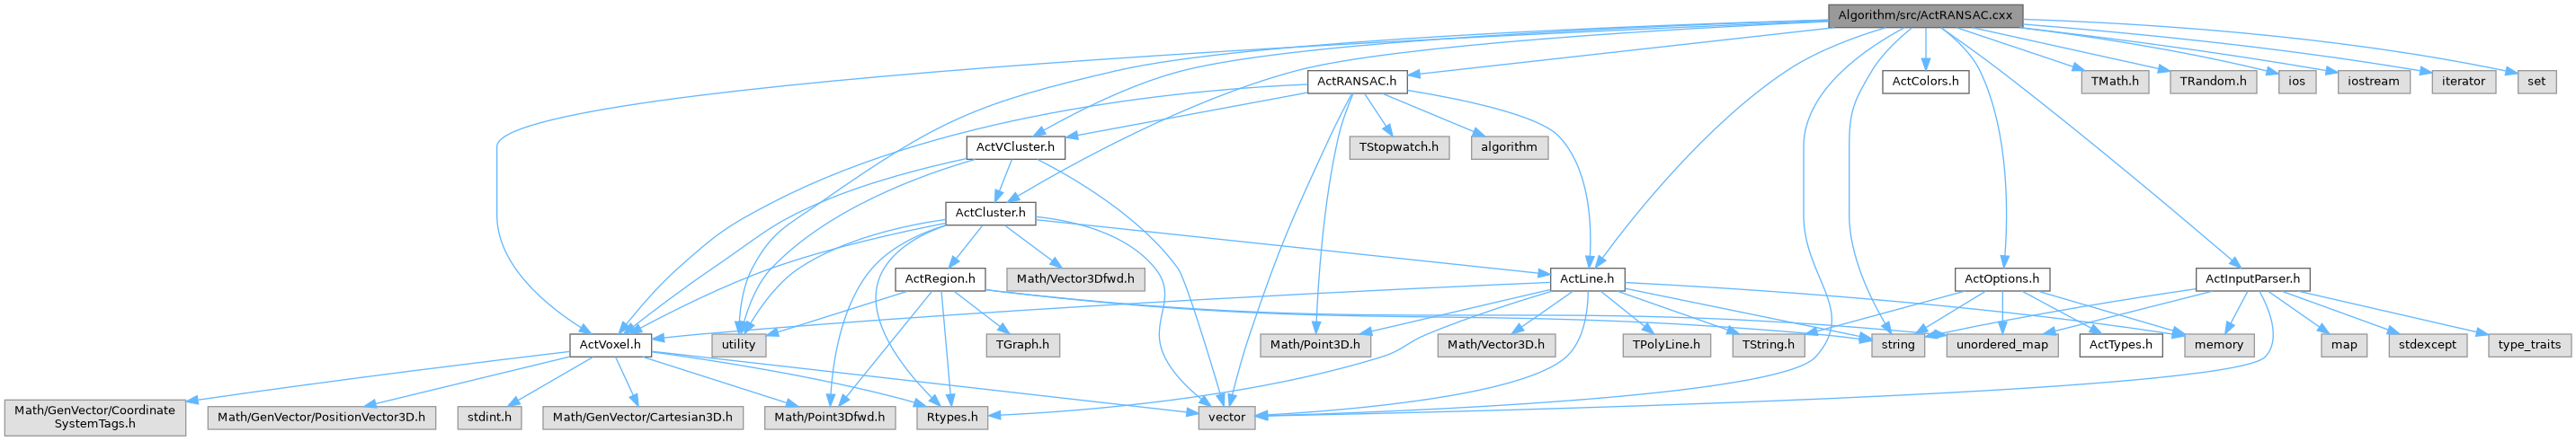 Algorithm/src/ActRANSAC.cxx
ActRANSAC.h
ActColors.h
TMath.h
TRandom.h
ios
iostream
iterator
set
ActVCluster.h
TStopwatch.h
algorithm
ActCluster.h
ActRegion.h
Math/Vector3Dfwd.h
ActLine.h
ActOptions.h
ActInputParser.h
ActVoxel.h
utility
TGraph.h
Math/Point3D.h
Math/Vector3D.h
TPolyLine.h
TString.h
string
unordered_map
ActTypes.h
memory
map
stdexcept
type_traits
Math/GenVector/Coordinate
SystemTags.h
Math/GenVector/PositionVector3D.h
stdint.h
Math/GenVector/Cartesian3D.h
Math/Point3Dfwd.h
Rtypes.h
vector